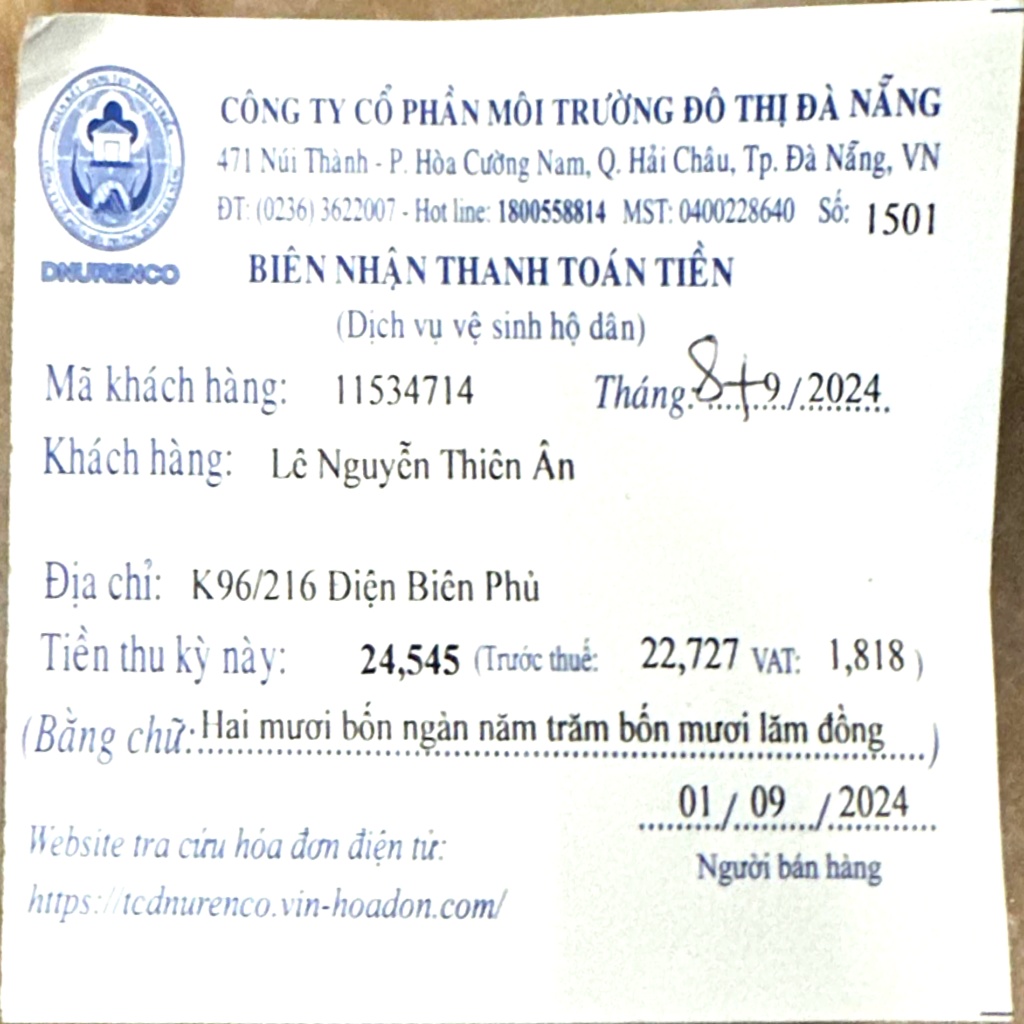 CÔNG TY CỔ PHẦN MÔI TRƯỜNG ĐÔ THỊ ĐÀ NẴNG
471 Núi Thành - P. Hòa Cường Nam, Q. Hải Châu, Tp. Đà Nẵng, VN
ĐT: (0236) 3622007 - Hot line: 1800558814 MST: 0400228640 Số: 1501
DNURENCO
BIÊN NHẬN THANH TOÁN TIỀN
(Dịch vụ vệ sinh hộ dân)
Mã khách hàng: 11534714 Tháng: 8+9/2024
Khách hàng: Lê Nguyễn Thiên Ân
Địa chỉ: K96/216 Điện Biên Phủ
Tiền thu kỳ này: 24,545 (Trước thuế: 22,727 VAT: 1,818 )
(Bằng chữ: Hai mươi bốn ngàn năm trăm bốn mươi lăm đồng )
01 / 09 / 2024
Người bán hàng
Website tra cứu hóa đơn điện tử:
https://tcdnurenco.vin-hoadon.com/